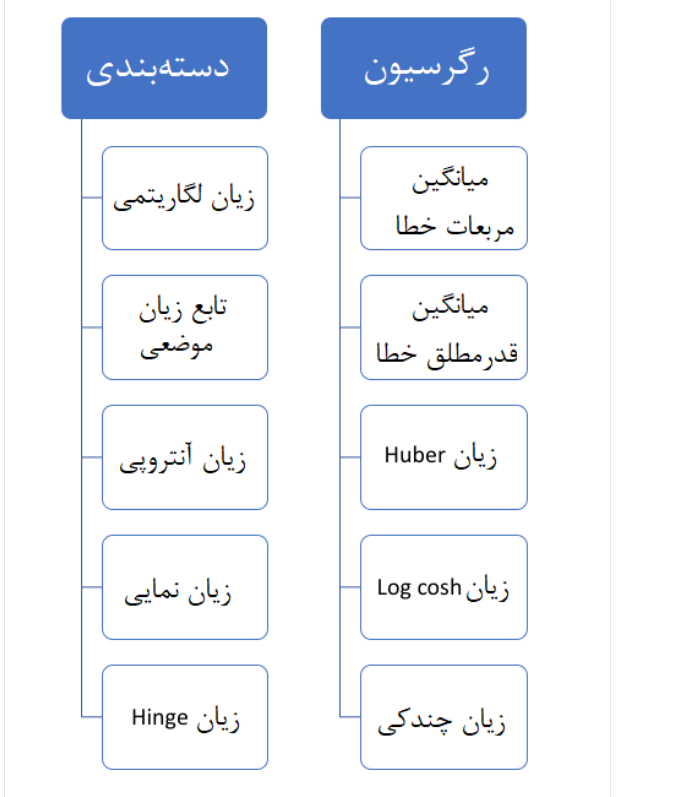 رگرسیون
میانگین
مربعات خطا
میانگین
قدرمطلق خطا
زیان Huber
زیان Log cosh
زیان چندکی
دسته‌بندی
زیان لگاریتمی
تابع زیان
موضعی
زیان آنتروپی
زیان نمایی
زیان Hinge